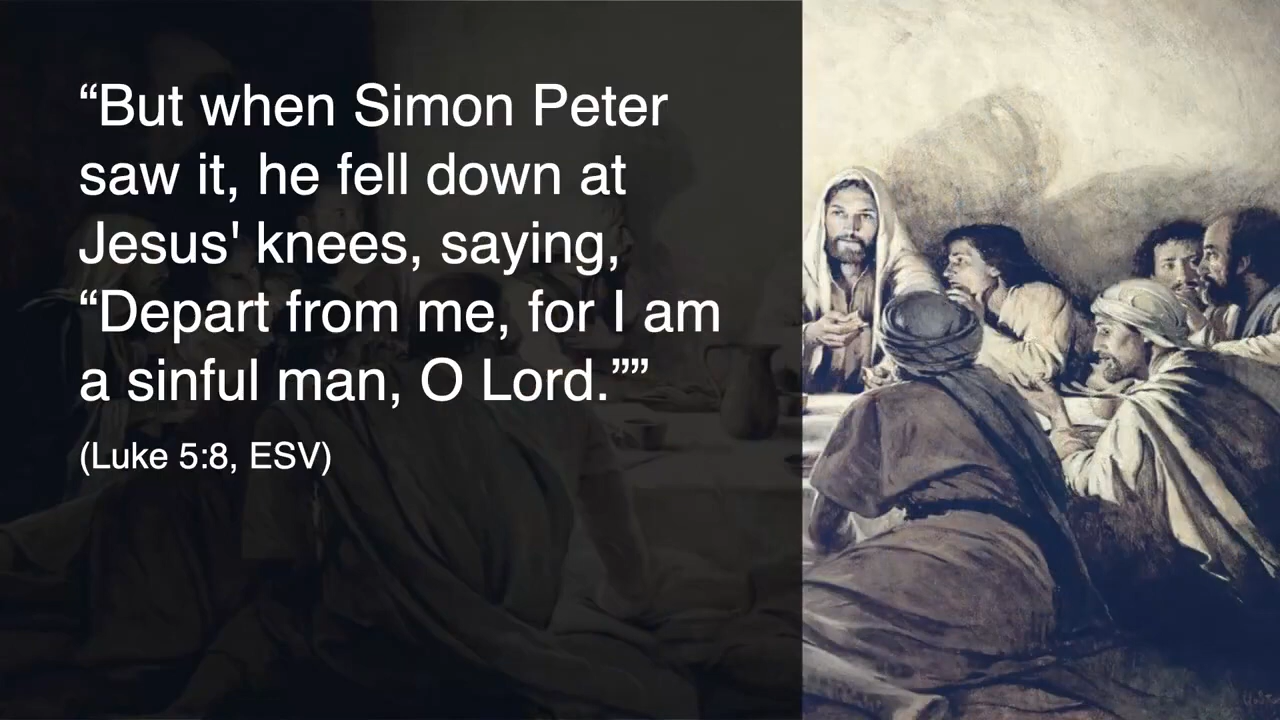 “But when Simon Peter
saw it, he fell down at
Jesus' knees, saying,
“Depart from me, for I am
a sinful man, O Lord.””
(Luke 5:8, ESV)